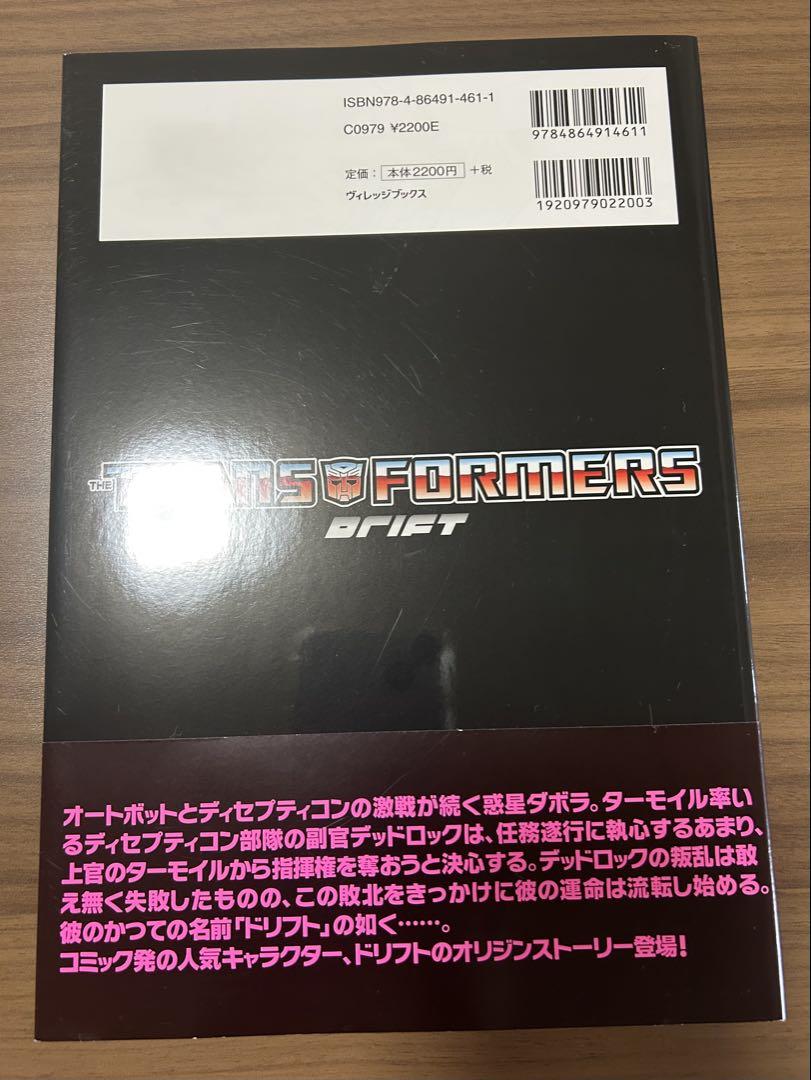 ISBN978-4-86491-461-1
C0979 ¥2200E
9784864914611
定価：本体2200円+税
ヴィレッジブックス
1920979022003
THE TRANSFORMERS
DRIFT
オートボットとディセプティコンの激戦が続く惑星ダボラ。ターモイル率い
るディセプティコン部隊の副官デッドロックは、任務遂行に執心するあまり、
上官のターモイルから指揮権を奪おうと決心する。デッドロックの叛乱は敢
え無く失敗したものの、この敗北をきっかけに彼の運命は流転し始める。
彼のかつての名前「ドリフト」の如く……。
コミック発の人気キャラクター、ドリフトのオリジンストーリー登場！